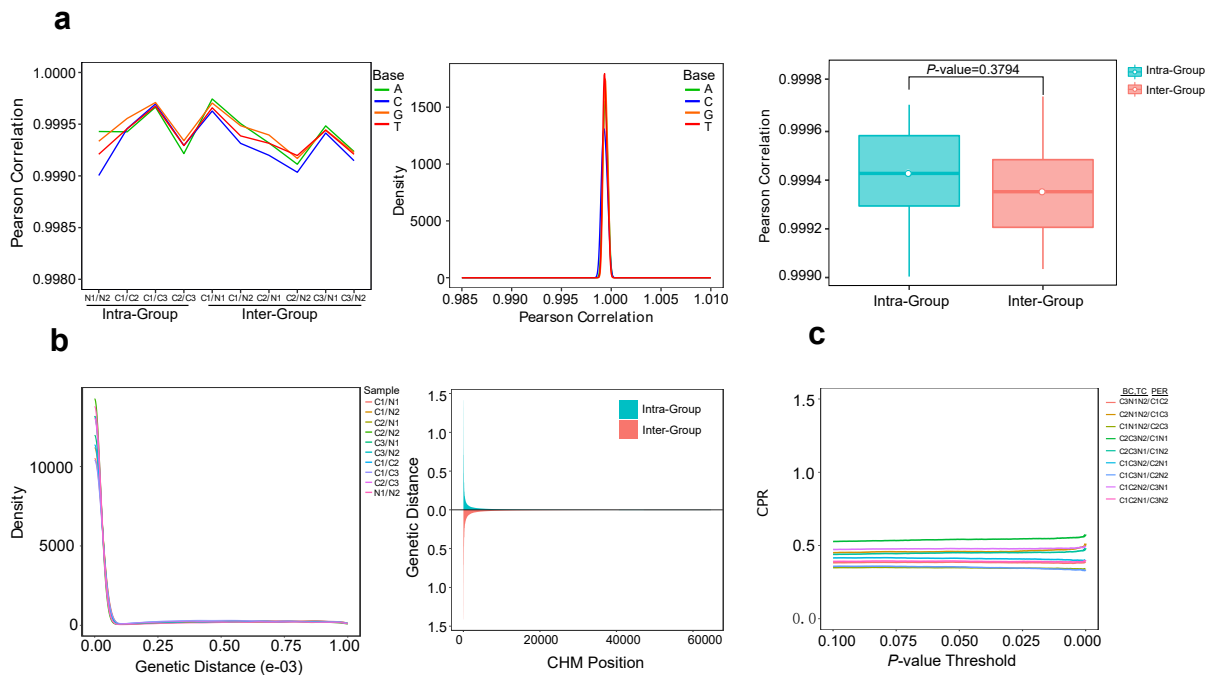 a
Pearson Correlation
1.0000
0.9995
0.9990
0.9985
0.9980
N1/N2 C1/C2 C1/C3 C2/C3 C1/N1 C1/N2 C2/N1 C2/N2 C3/N1 C3/N2
Intra-Group Inter-Group
Base
A
C
G
T
Density
1500
1000
5000
0
0.985 0.990 0.995 1.000 1.005 1.010
Pearson Correlation
Base
A
C
G
T
Pearson Correlation
0.9998
0.9996
0.9994
0.9992
0.9990
P-value=0.3794
Intra-Group Inter-Group
Intra-Group
Inter-Group
b
Density
10000
5000
0
0.00 0.25 0.50 0.75 1.00
Genetic Distance (e-03)
Sample
C1/N1
C1/N2
C2/N1
C2/N2
C3/N1
C3/N2
C1/C2
C1/C3
C2/C3
N1/N2
Genetic Distance
1.5
1.0
0.5
0.0
0.5
1.0
1.5
0 20000 40000 60000
CHM Position
Intra-Group
Inter-Group
c
CPR
1.5
1.0
0.5
0.0
0.100 0.075 0.050 0.025 0.000
P-value Threshold
BC,TC PER
C3N1N2/C1C2
C2N1N2/C1C3
C1N1N2/C2C3
C2C3N2/C1N1
C2C3N1/C1N2
C1C3N2/C2N1
C1C3N1/C2N2
C1C2N2/C3N1
C1C2N1/C3N2